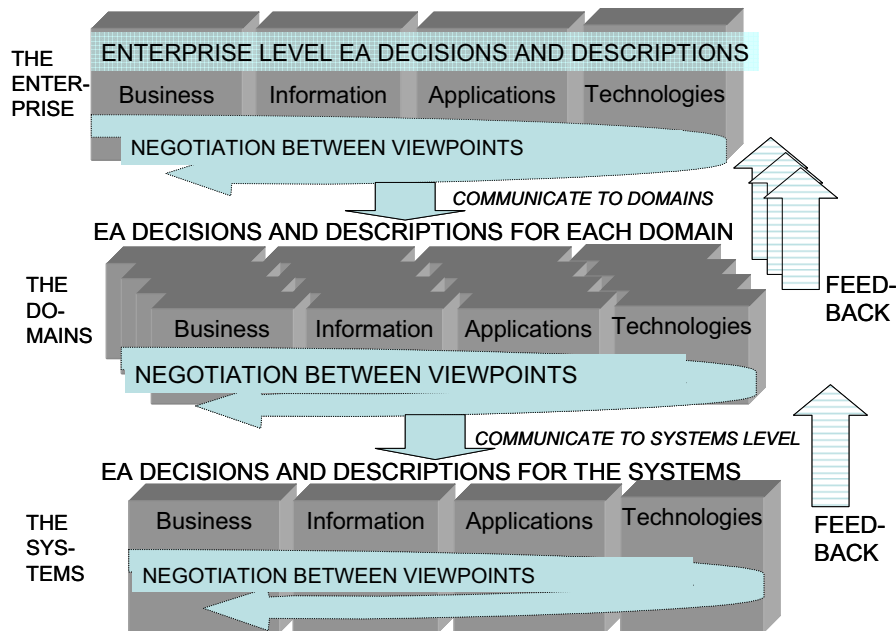 ENTERPRISE LEVEL EA DECISIONS AND DESCRIPTIONS
THE
ENTER-
PRISE
Business
Information
Applications
Technologies
NEGOTIATION BETWEEN VIEWPOINTS
COMMUNICATE TO DOMAINS
EA DECISIONS AND DESCRIPTIONS FOR EACH DOMAIN
THE
DO-
MAINS
FEED-
BACK
Business
Information
Applications
Technologies
NEGOTIATION BETWEEN VIEWPOINTS
COMMUNICATE TO SYSTEMS LEVEL
EA DECISIONS AND DESCRIPTIONS FOR THE SYSTEMS
THE
SYS-
TEMS
Business
Information
Applications
Technologies
FEED-
BACK
NEGOTIATION BETWEEN VIEWPOINTS